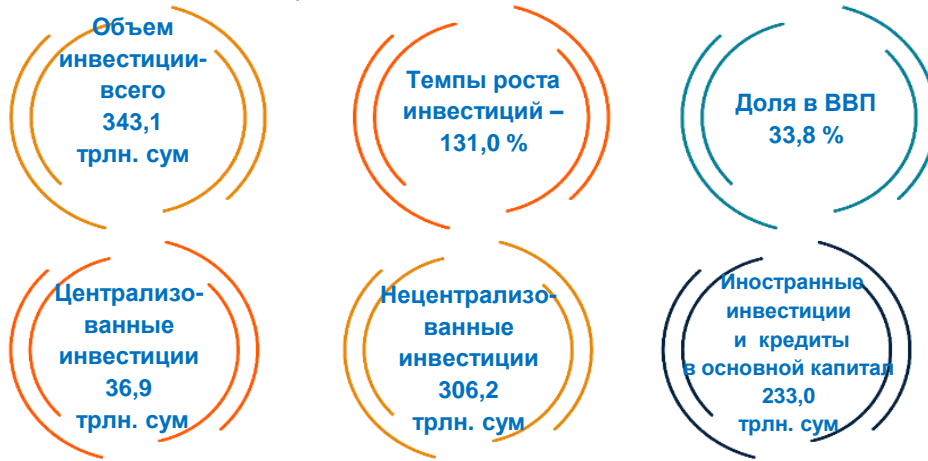 Объем
инвестиции-
всего
343,1
трлн. сум
Темпы роста
инвестиций –
131,0 %
Доля в ВВП
33,8 %
Централизо-
ванные
инвестиции
36,9
трлн. сум
Нецентрализо-
ванные
инвестиции
306,2
трлн. сум
Иностранные
инвестиции
и кредиты
в основной капитал
233,0
трлн. сум